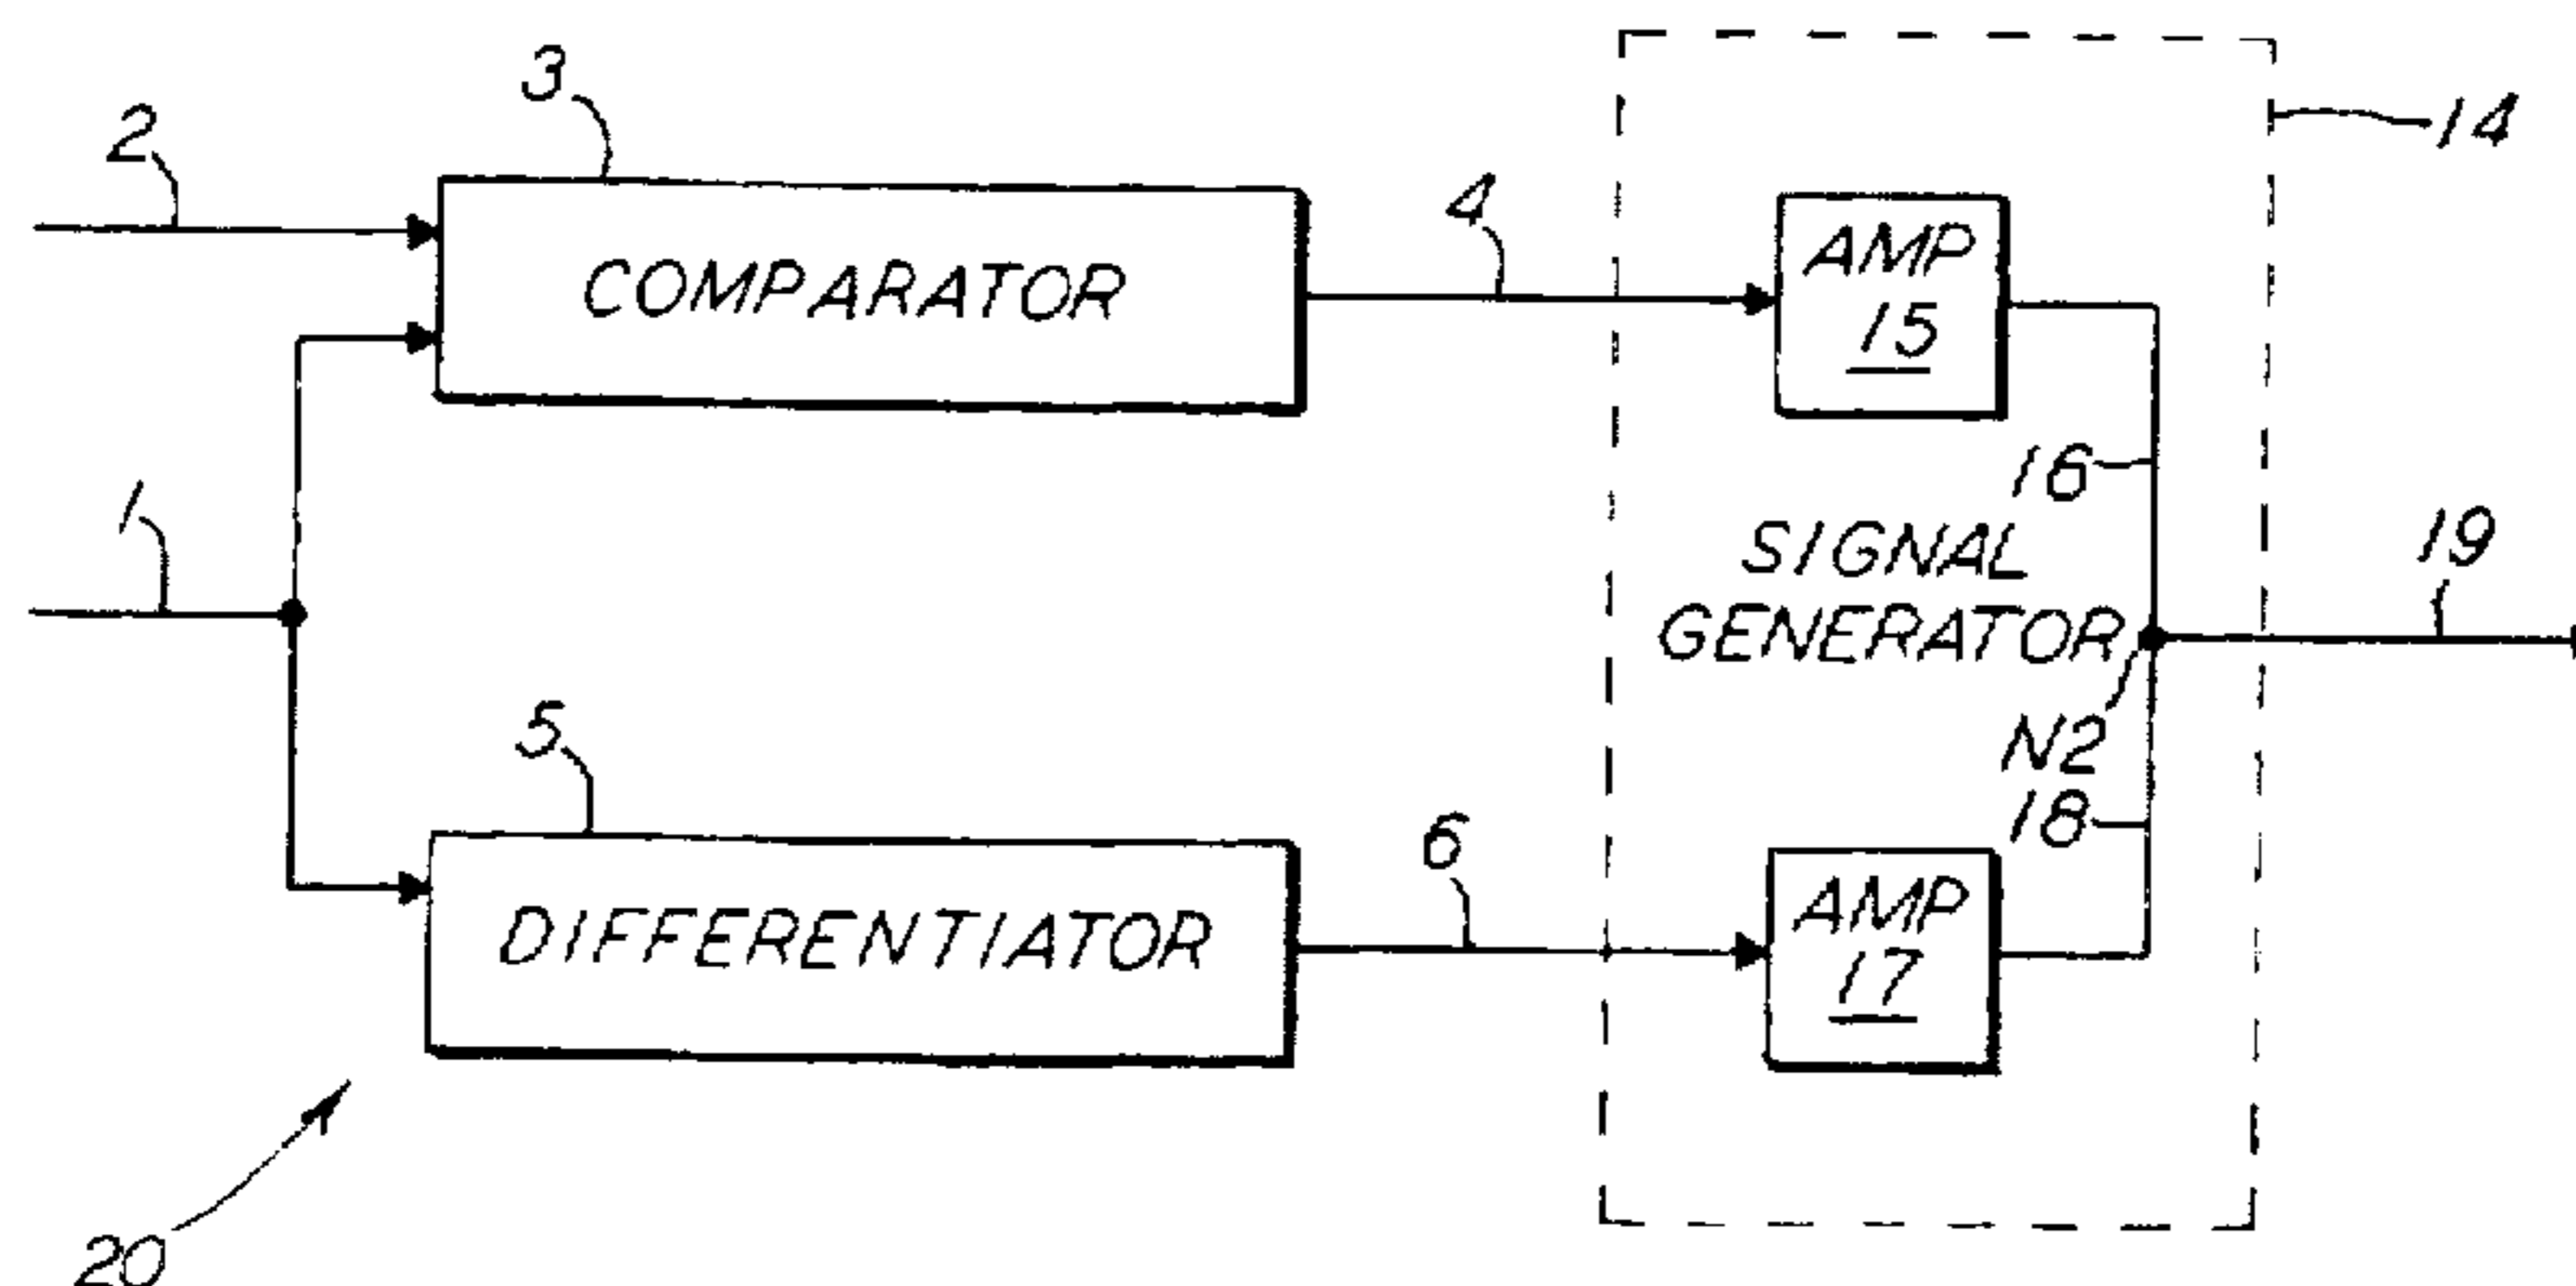 3
2
14
4
COMPARATOR
AMP
15
1
16
SIGNAL
GENERATOR
19
5
N2
18
6
DIFFERENTIATOR
AMP
17
20